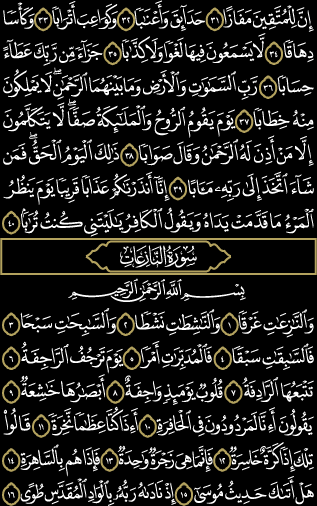 إِنَّ لِلْمُتَّقِينَ مَفَازًا ٣١ حَدَآئِقَ وَأَعْنَٰبًا ٣٢ وَكَوَاعِبَ أَتْرَابًا ٣٣ وَكَأْسًا
دِهَاقًا ٣٤ لَّا يَسْمَعُونَ فِيهَا لَغْوًا وَلَا كِذَّٰبًا ٣٥ جَزَآءً مِّن رَّبِّكَ عَطَآءً
حِسَابًا ٣٦ رَّبِّ ٱلسَّمَٰوَٰتِ وَٱلْأَرْضِ وَمَا بَيْنَهُمَا ٱلرَّحْمَٰنِ ۖ لَا يَمْلِكُونَ
مِنْهُ خِطَابًا ٣٧ يَوْمَ يَقُومُ ٱلرُّوحُ وَٱلْمَلَٰٓئِكَةُ صَفًّا ۖ لَّا يَتَكَلَّمُونَ
إِلَّا مَنْ أَذِنَ لَهُ ٱلرَّحْمَٰنُ وَقَالَ صَوَابًا ٣٨ ذَٰلِكَ ٱلْيَوْمُ ٱلْحَقُّ ۖ فَمَن
شَآءَ ٱتَّخَذَ إِلَىٰ رَبِّهِۦ مَـَٔابًا ٣٩ إِنَّآ أَنذَرْنَٰكُمْ عَذَابًا قَرِيبًا يَوْمَ يَنظُرُ
ٱلْمَرْءُ مَا قَدَّمَتْ يَدَاهُ وَيَقُولُ ٱلْكَافِرُ يَٰلَيْتَنِى كُنتُ تُرَٰبًۢا ٤٠
سُورَةُ النَّازِعَاتِ
بِسْمِ ٱللَّهِ ٱلرَّحْمَٰنِ ٱلرَّحِيمِ
وَٱلنَّٰزِعَٰتِ غَرْقًا ١ وَٱلنَّٰشِطَٰتِ نَشْطًا ٢ وَٱلسَّٰبِحَٰتِ سَبْحًا ٣
فَٱلسَّٰبِقَٰتِ سَبْقًا ٤ فَٱلْمُدَبِّرَٰتِ أَمْرًا ٥ يَوْمَ تَرْجُفُ ٱلرَّاجِفَةُ ٦
تَتْبَعُهَا ٱلرَّادِفَةُ ٧ قُلُوبٌ يَوْمَئِذٍ وَاجِفَةٌ ٨ أَبْصَٰرُهَا خَٰشِعَةٌ ٩
يَقُولُونَ أَءِنَّا لَمَرْدُودُونَ فِى ٱلْحَافِرَةِ ١٠ أَءِذَا كُنَّا عِظَٰمًا نَّخِرَةً ١١ قَالُوا۟
تِلْكَ إِذًا كَرَّةٌ خَاسِرَةٌ ١٢ فَإِنَّمَا هِىَ زَجْرَةٌ وَٰحِدَةٌ ١٣ فَإِذَا هُم بِٱلسَّاهِرَةِ ١٤
هَلْ أَتَىٰكَ حَدِيثُ مُوسَىٰٓ ١٥ إِذْ نَادَىٰهُ رَبُّهُۥ بِٱلْوَادِ ٱلْمُقَدَّسِ طُوًى ١٦